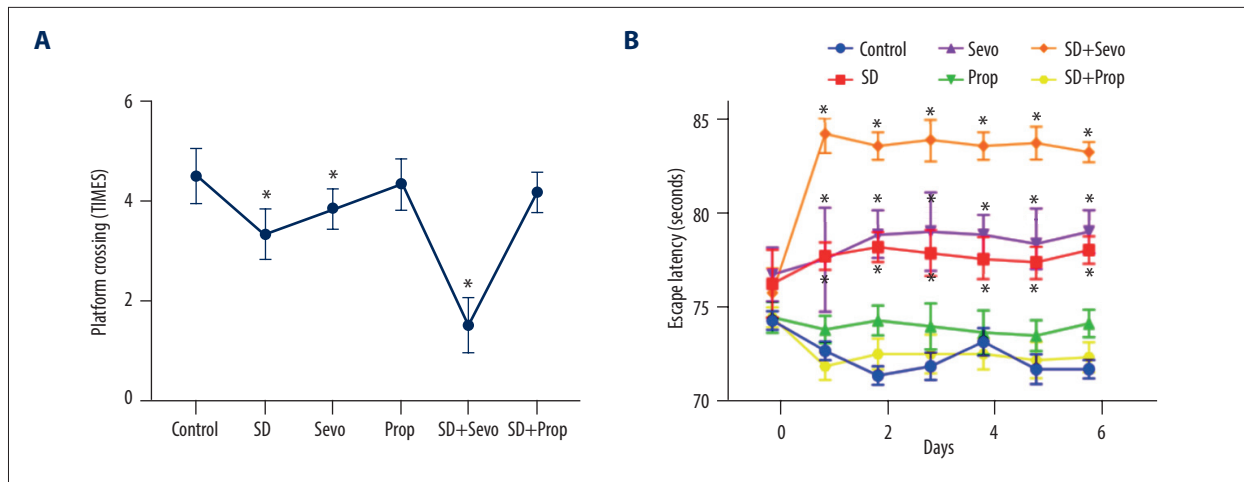 A
6
4
2
0
Platform crossing (TIMES)
*
*
*
Control SD Sevo Prop SD+Sevo SD+Prop
B
Control Sevo SD+Sevo
SD Prop SD+Prop
85
80
75
70
Escape latency (seconds)
* * * * * *
* * * * * *
* * * * * *
0 2 4 6
Days